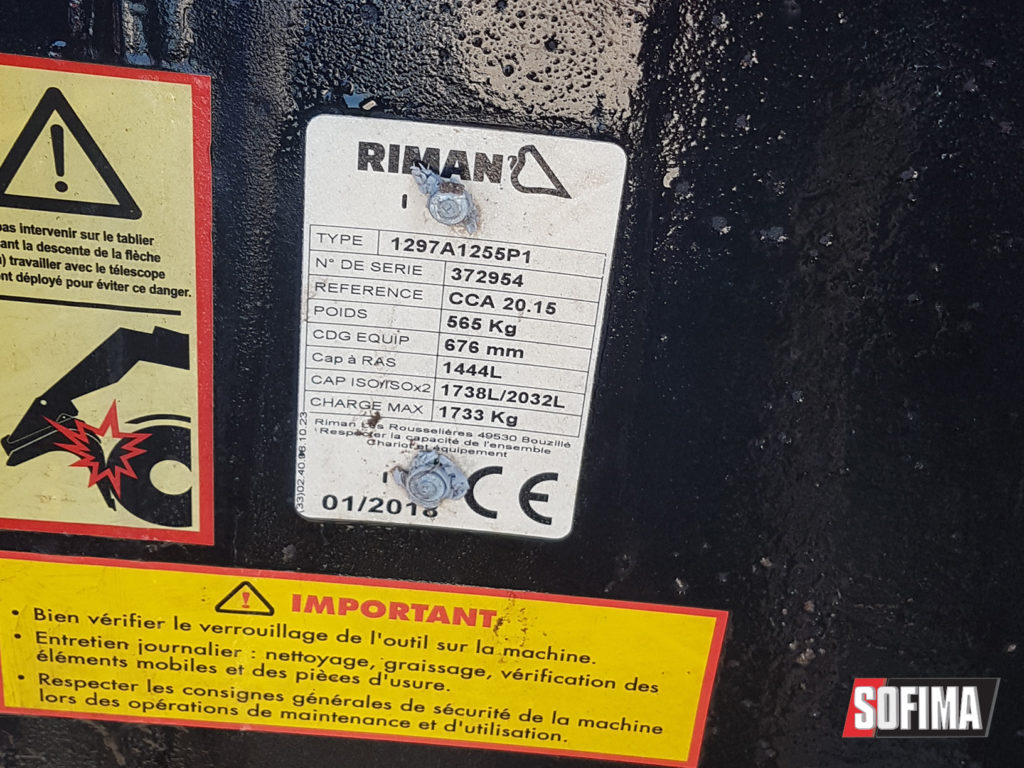 RIMAN
TYPE 1297A1255P1
N° DE SERIE 372954
REFERENCE CCA 20.15
POIDS 565 Kg
CDG EQUIP 676 mm
Cap à RAS 1444L
CAP ISO/ISOx2 1738L/2032L
CHARGE MAX 1733 Kg
Riman Les Rousselières 49530 Bouzillé
Respecter la capacité de l'ensemble
Chariot et équipement
CE
01/2018
pas intervenir sur le tablier
ant la descente de la flèche
) travailler avec le télescope
nt déployé pour éviter ce danger.
IMPORTANT
• Bien vérifier le verrouillage de l'outil sur la machine.
• Entretien journalier : nettoyage, graissage, vérification des
éléments mobiles et des pièces d'usure.
• Respecter les consignes générales de sécurité de la machine
lors des opérations de maintenance et d'utilisation.
SOFIMA